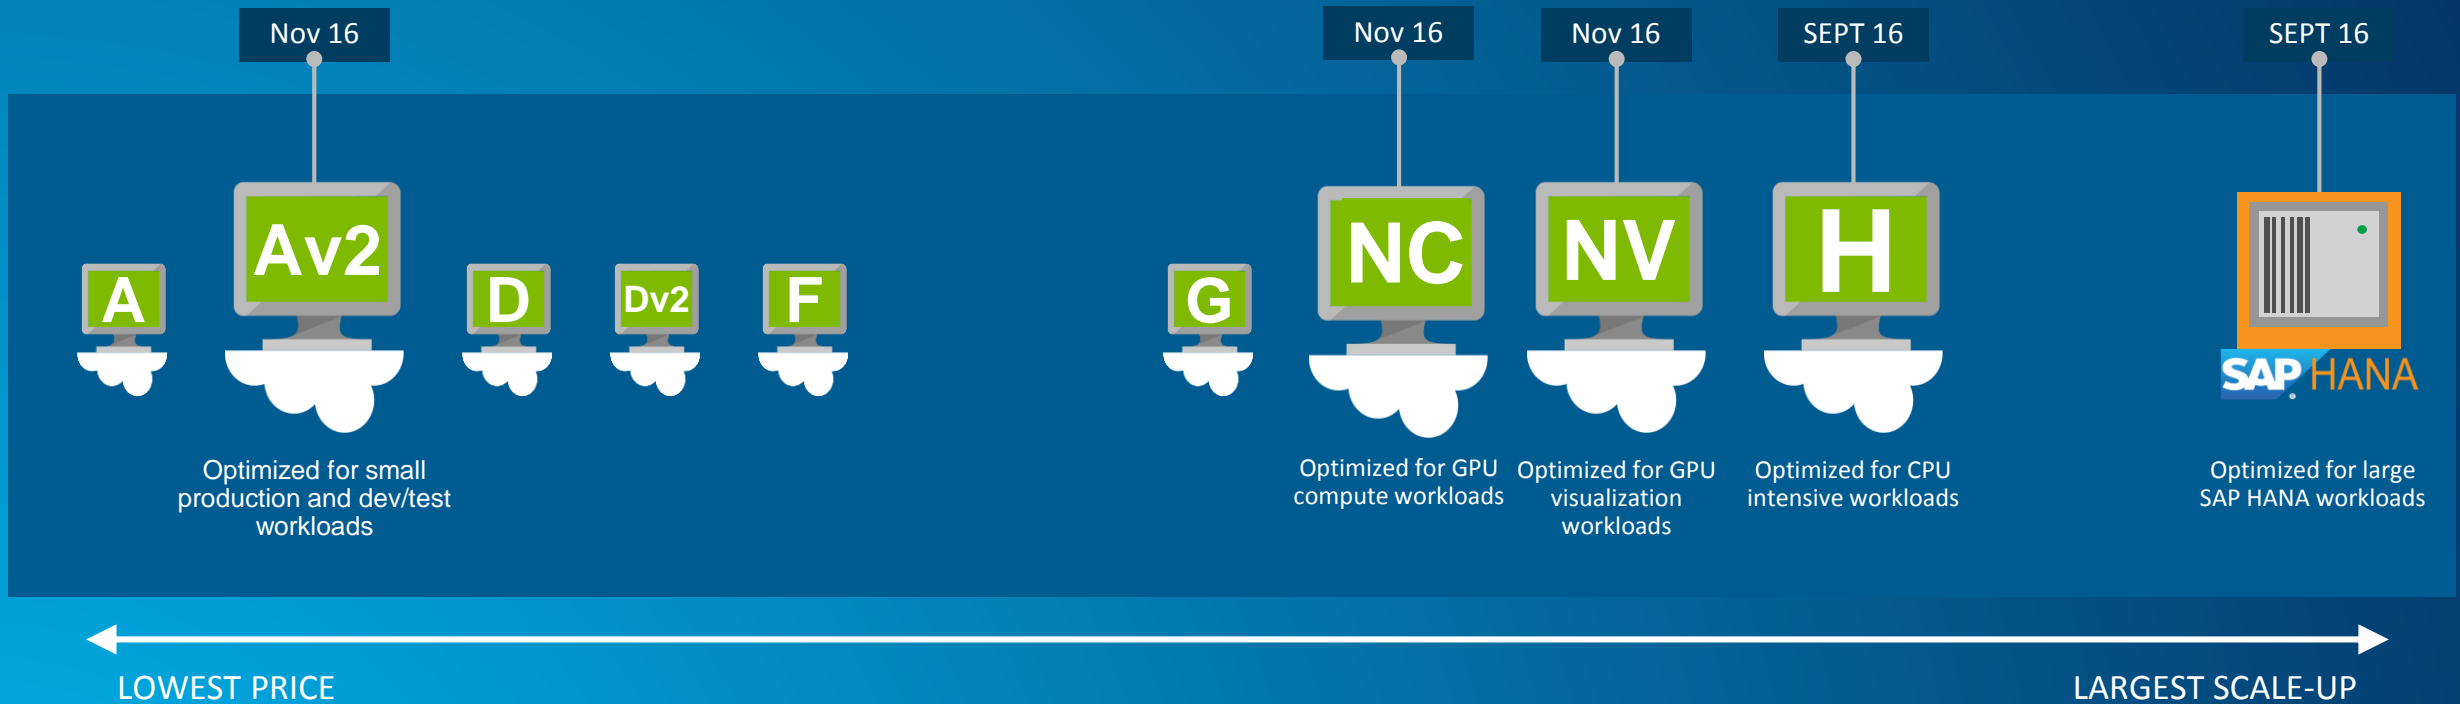 Nov 16
Nov 16
Nov 16
SEPT 16
SEPT 16
A
Av2
D
Dv2
F
G
NC
NV
H
SAP HANA
®
Optimized for small
production and dev/test
workloads
Optimized for GPU
compute workloads
Optimized for GPU
visualization
workloads
Optimized for CPU
intensive workloads
Optimized for large
SAP HANA workloads
LOWEST PRICE
LARGEST SCALE-UP